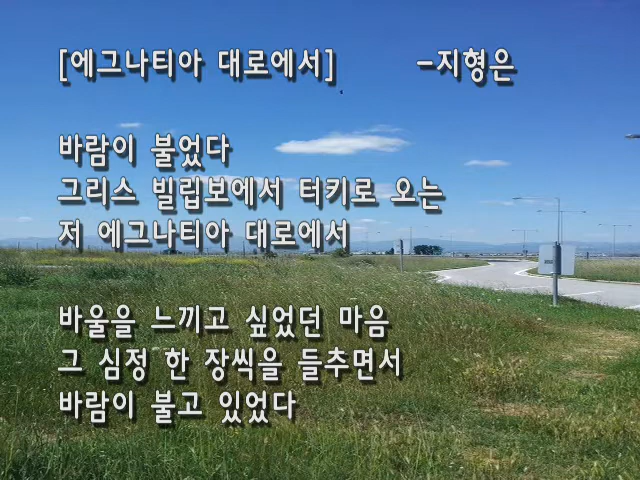 [에그나티아 대로에서] -지형은
바람이 불었다
그리스 빌립보에서 터키로 오는
저 에그나티아 대로에서
바울을 느끼고 싶었던 마음
그 심정 한 장씩을 들추면서
바람이 불고 있었다